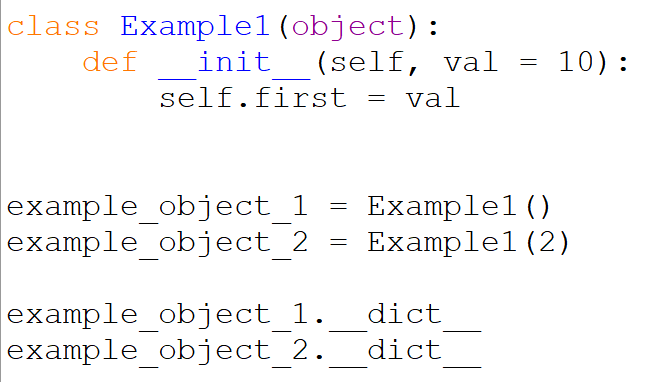 class Example1(object):
    def __init__(self, val = 10):
        self.first = val
example_object_1 = Example1()
example_object_2 = Example1(2)
example_object_1.__dict__
example_object_2.__dict__